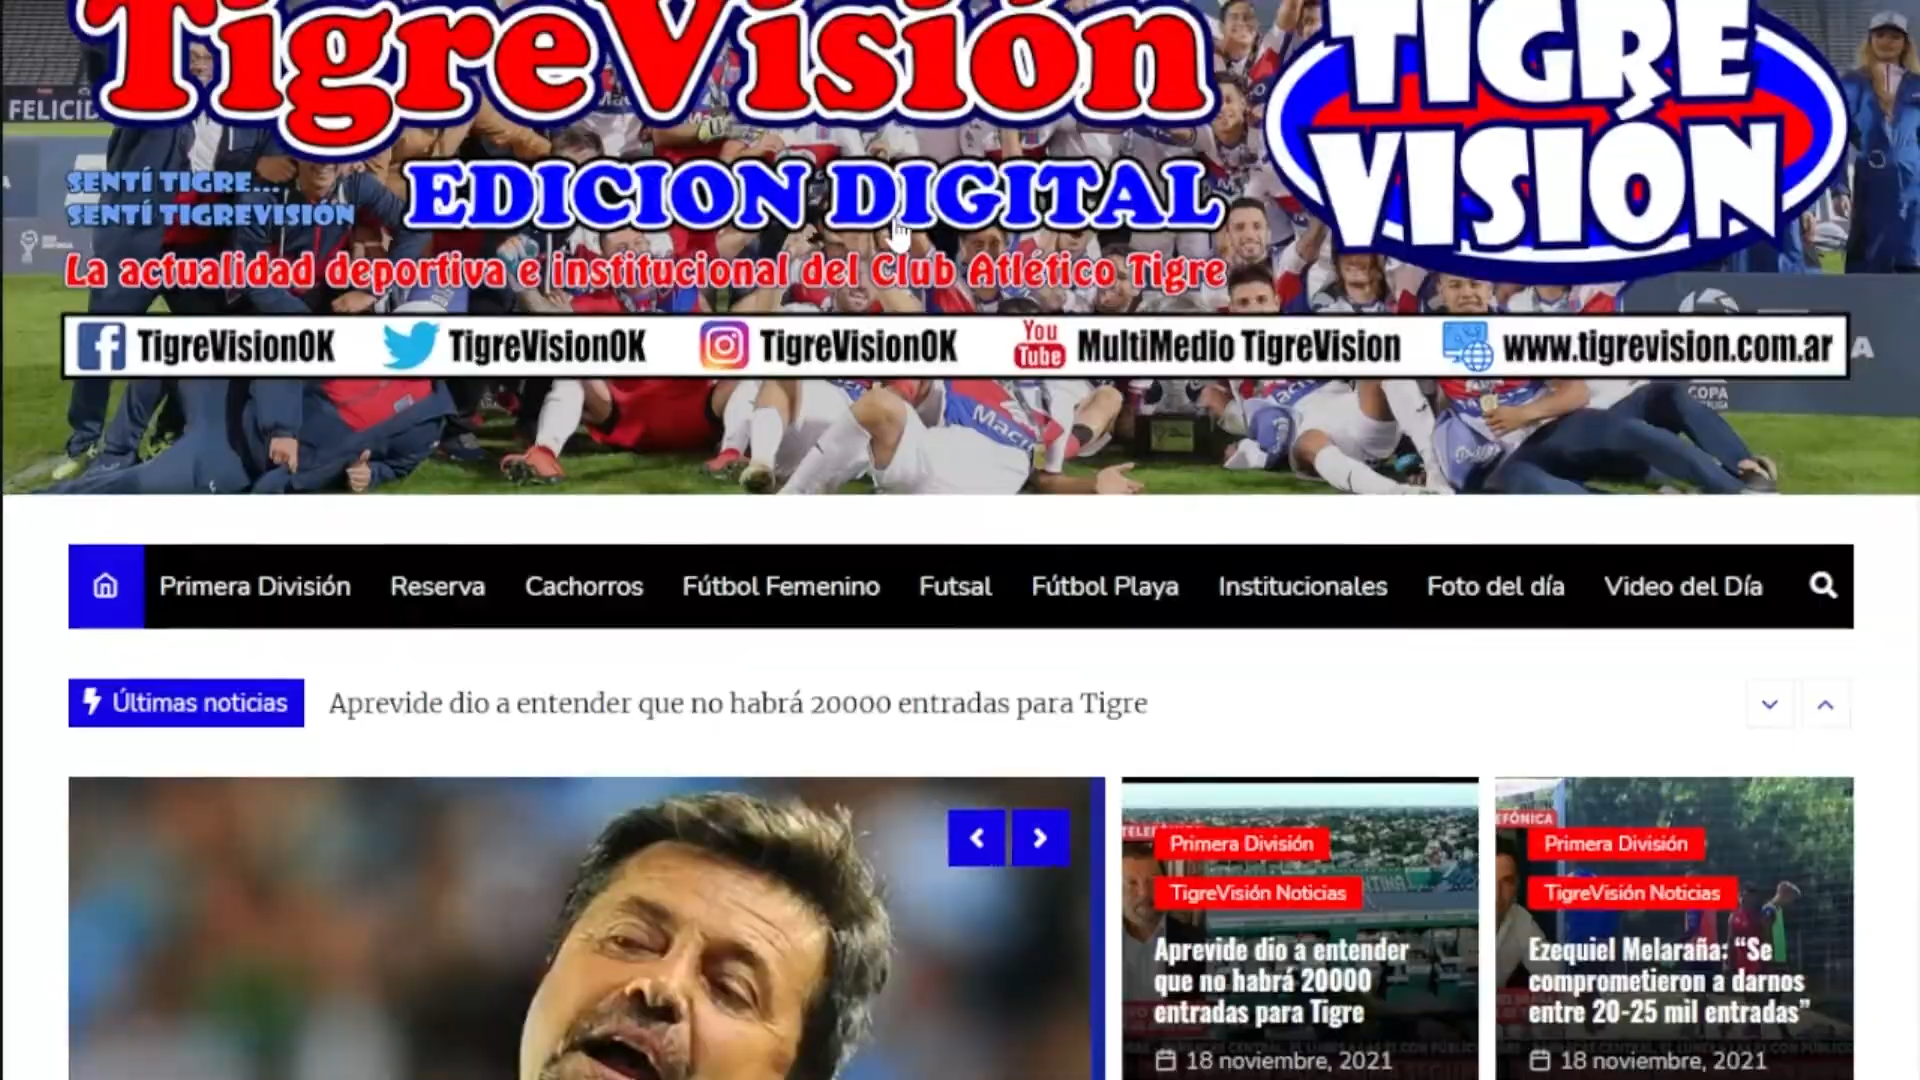 TigreVisión
TIGRE
VISIÓN
FELICID
SENTÍ TIGRE...
SENTÍ TIGREVISIÓN
EDICION DIGITAL
La actualidad deportiva e institucional del Club Atlético Tigre
TigreVisionOK
TigreVisionOK
TigreVisionOK
You
Tube
MultiMedio TigreVision
www.tigrevision.com.ar
COPA
Primera División
Reserva
Cachorros
Fútbol Femenino
Futsal
Fútbol Playa
Institucionales
Foto del día
Video del Día
Últimas noticias
Aprevide dio a entender que no habrá 20000 entradas para Tigre
Primera División
TigreVisión Noticias
Aprevide dio a entender
que no habrá 20000
entradas para Tigre
18 noviembre, 2021
EFÓNICA
Primera División
TigreVisión Noticias
Ezequiel Melaraña: “Se
comprometieron a darnos
entre 20-25 mil entradas”
18 noviembre, 2021